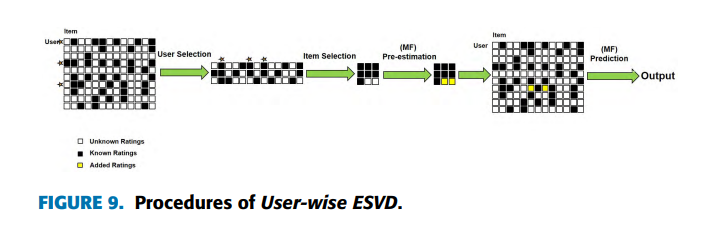 Item
User
User Selection
Item Selection
(MF)
Pre-estimation
Item
User
(MF)
Prediction
Output
Unknown Ratings
Known Ratings
Added Ratings
FIGURE 9. Procedures of User-wise ESVD.